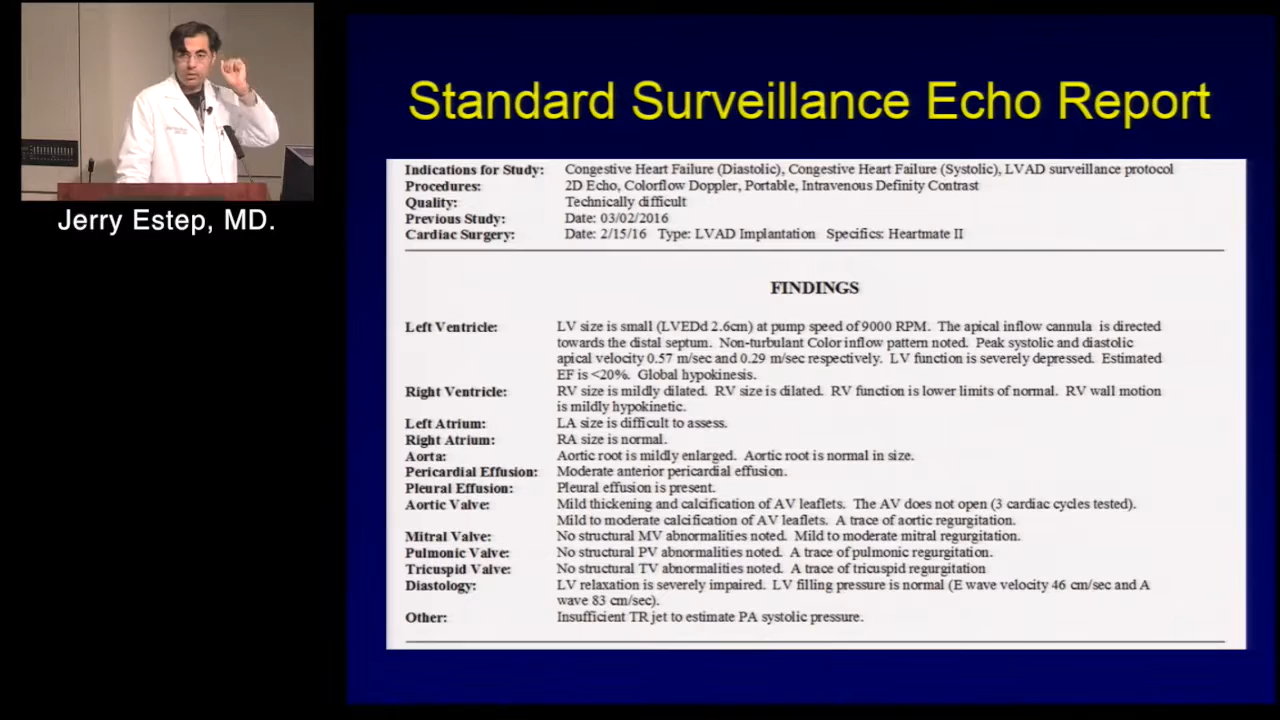 Standard Surveillance Echo Report
Jerry Estep, MD.
Indications for Study: Congestive Heart Failure (Diastolic), Congestive Heart Failure (Systolic), LVAD surveillance protocol
Procedures: 2D Echo, Colorflow Doppler, Portable, Intravenous Definity Contrast
Quality: Technically difficult
Previous Study: Date: 03/02/2016
Cardiac Surgery: Date: 2/15/16 Type: LVAD Implantation Specifics: Heartmate II
FINDINGS
Left Ventricle: LV size is small (LVEDd 2.6cm) at pump speed of 9000 RPM. The apical inflow cannula is directed
towards the distal septum. Non-turbulant Color inflow pattern noted. Peak systolic and diastolic
apical velocity 0.57 m/sec and 0.29 m/sec respectively. LV function is severely depressed. Estimated
EF is <20%. Global hypokinesis.
Right Ventricle: RV size is mildly dilated. RV size is dilated. RV function is lower limits of normal. RV wall motion
is mildly hypokinetic.
Left Atrium: LA size is difficult to assess.
Right Atrium: RA size is normal.
Aorta: Aortic root is mildly enlarged. Aortic root is normal in size.
Pericardial Effusion: Moderate anterior pericardial effusion.
Pleural Effusion: Pleural effusion is present.
Aortic Valve: Mild thickening and calcification of AV leaflets. The AV does not open (3 cardiac cycles tested).
Mild to moderate calcification of AV leaflets. A trace of aortic regurgitation.
Mitral Valve: No structural MV abnormalities noted. Mild to moderate mitral regurgitation.
Pulmonic Valve: No structural PV abnormalities noted. A trace of pulmonic regurgitation.
Tricuspid Valve: No structural TV abnormalities noted. A trace of tricuspid regurgitation
Diastology: LV relaxation is severely impaired. LV filling pressure is normal (E wave velocity 46 cm/sec and A
wave 83 cm/sec).
Other: Insufficient TR jet to estimate PA systolic pressure.